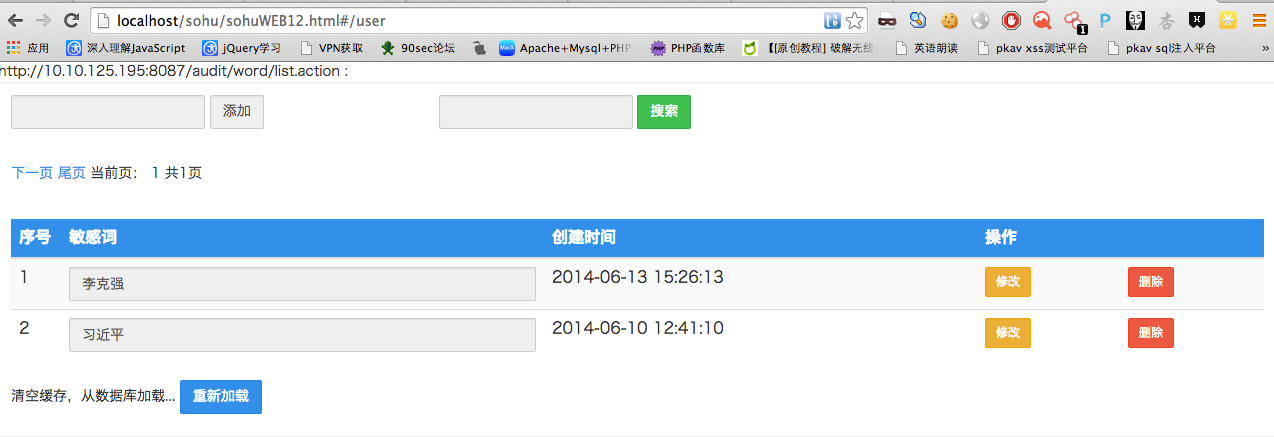 localhost/sohu/sohuWEB12.html#/user
应用 深入理解JavaScript jQuery学习 VPN获取 90sec论坛 Apache+Mysql+PHP PHP函数库 【原创教程】破解无线 英语朗读 pkav xss测试平台 pkav sql注入平台 »
http://10.10.125.195:8087/audit/word/list.action :
添加 搜索
下一页 尾页 当前页: 1 共1页
序号 敏感词 创建时间 操作
1 李克强 2014-06-13 15:26:13 修改 删除
2 习近平 2014-06-10 12:41:10 修改 删除
清空缓存，从数据库加载... 重新加载